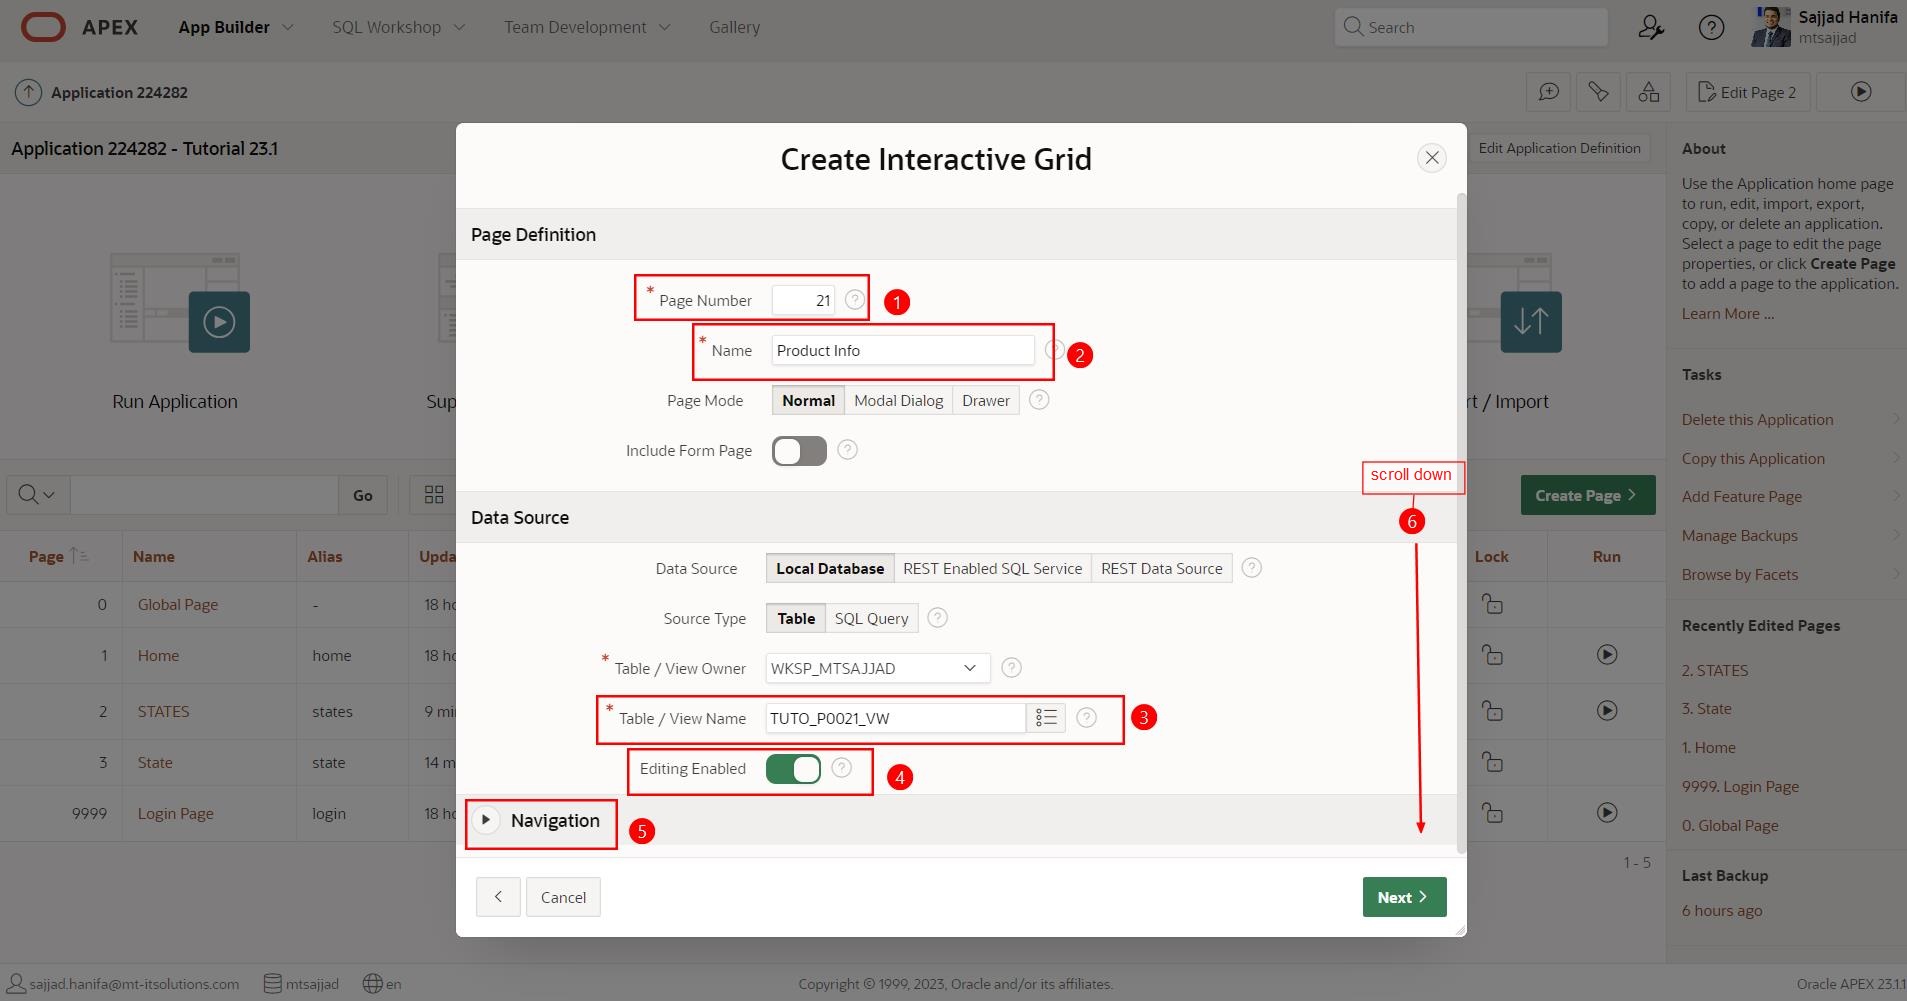 APEX
App Builder
SQL Workshop
Team Development
Gallery
Search
Sajjad Hanifa
mtsajjad
Application 224282
Edit Page 2
Application 224282 - Tutorial 23.1
Edit Application Definition
Run Application
Sup
rt / Import
Go
Create Page
Page Name Alias Upda Lock Run
0 Global Page - 18 ho
1 Home home 18 ho
2 STATES states 9 mi
3 State state 14 m
9999 Login Page login 18 ho
1 - 5
Create Interactive Grid
Page Definition
* Page Number 21 ? 1
* Name Product Info ? 2
Page Mode Normal Modal Dialog Drawer ?
Include Form Page ?
scroll down
6
Data Source
Data Source Local Database REST Enabled SQL Service REST Data Source ?
Source Type Table SQL Query ?
* Table / View Owner WKSP_MTSAJJAD ?
* Table / View Name TUTO_P0021_VW ? 3
Editing Enabled ? 4
Navigation 5
Cancel
Next
About
Use the Application home page
to run, edit, import, export,
copy, or delete an application.
Select a page to edit the page
properties, or click Create Page
to add a page to the application.
Learn More ...
Tasks
Delete this Application
Copy this Application
Add Feature Page
Manage Backups
Browse by Facets
Recently Edited Pages
2. STATES
3. State
1. Home
9999. Login Page
0. Global Page
Last Backup
6 hours ago
sajjad.hanifa@mt-itsolutions.com
mtsajjad
en
Copyright © 1999, 2023, Oracle and/or its affiliates.
Oracle APEX 23.1.1